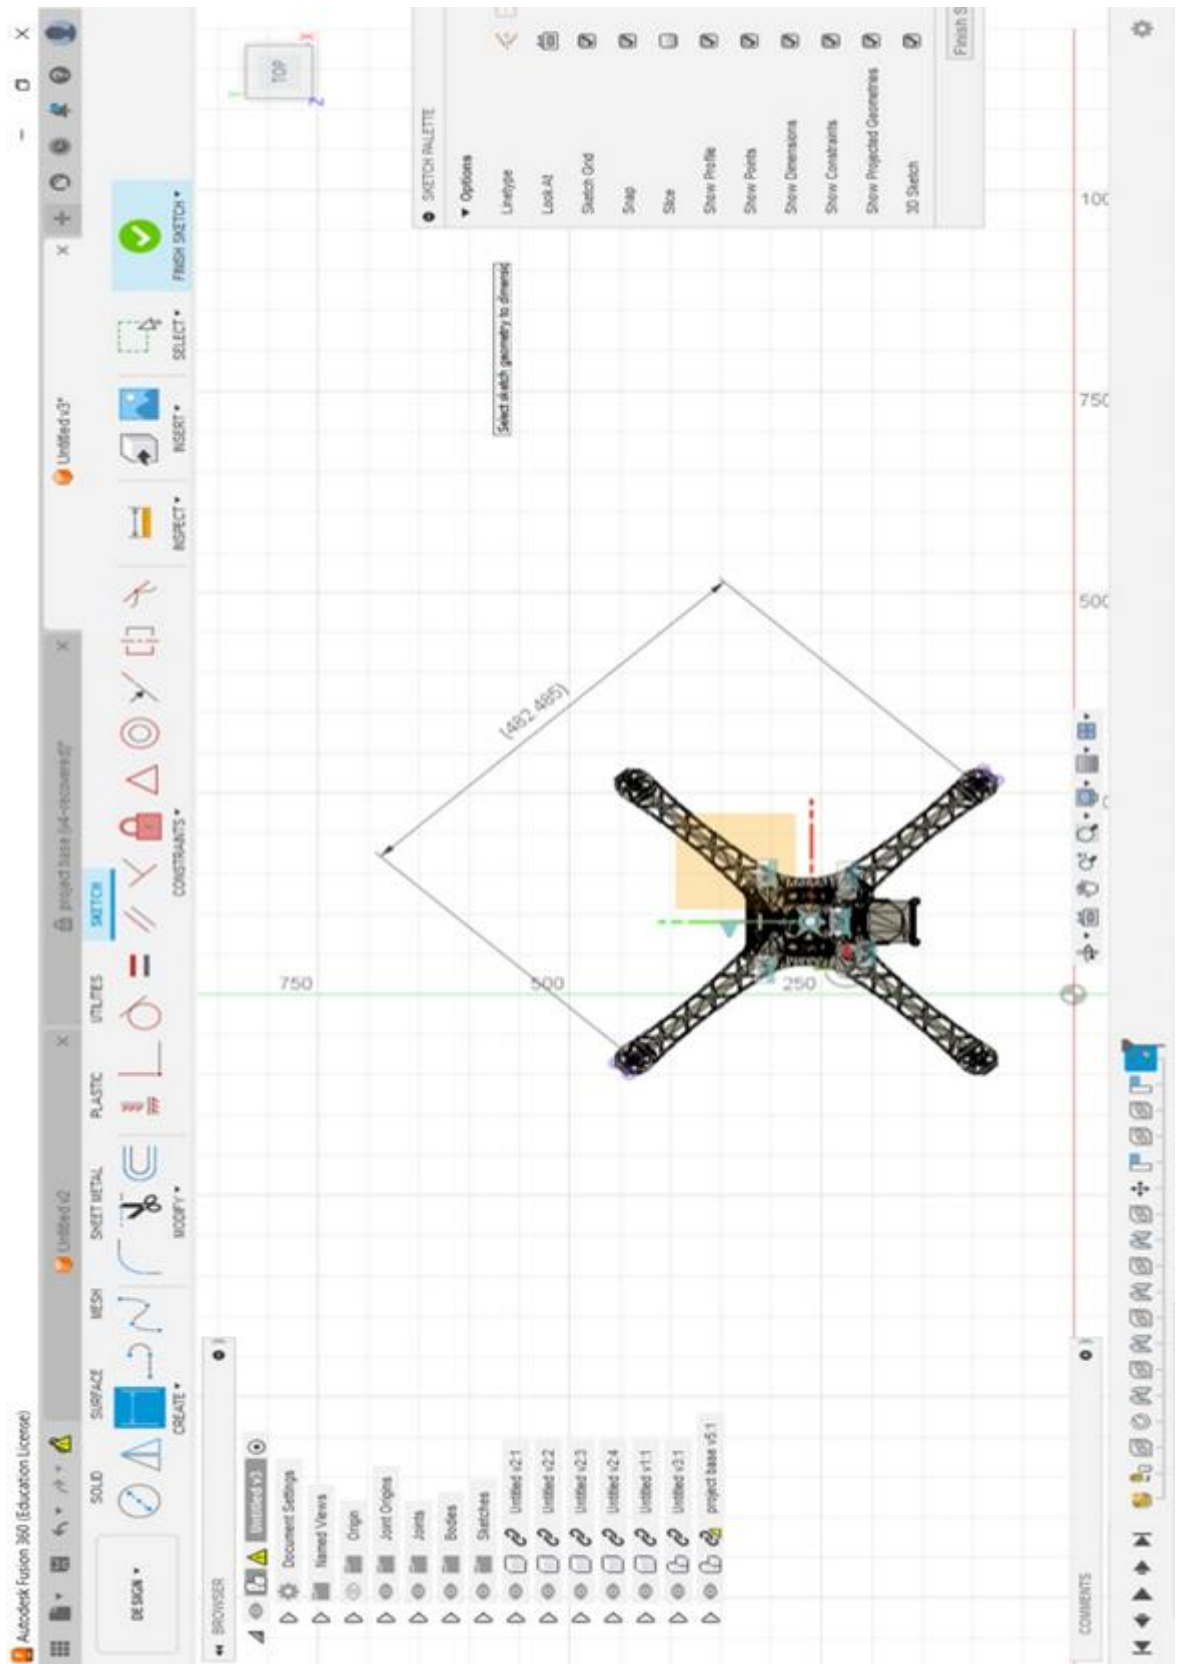 Autodesk Fusion 360 (Education License)
Untitled v2
project base (v4~recovered)*
Untitled v3*
DESIGN
SOLID
SURFACE
MESH
SHEET METAL
PLASTIC
UTILITIES
SKETCH
CREATE
MODIFY
CONSTRAINTS
INSPECT
INSERT
SELECT
FINISH SKETCH
BROWSER
Untitled v3
Document Settings
Named Views
Origin
Joint Origins
Joints
Bodies
Sketches
Untitled v2:1
Untitled v2:2
Untitled v2:3
Untitled v2:4
Untitled v1:1
Untitled v3:1
project base v5:1
750
500
250
(482.485)
Select sketch geometry to dimensic
TOP
X
Z
SKETCH PALETTE
Options
Linetype
Look At
Sketch Grid
Snap
Slice
Show Profile
Show Points
Show Dimensions
Show Constraints
Show Projected Geometries
3D Sketch
Finish S
500
750
100
COMMENTS